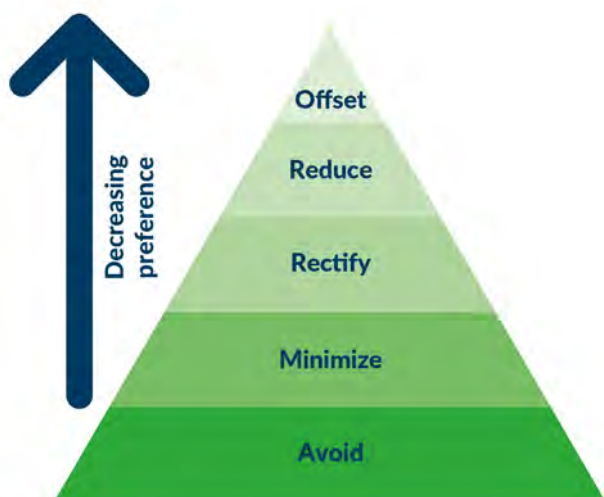 Offset
Reduce
Rectify
Minimize
Avoid
Decreasing
preference